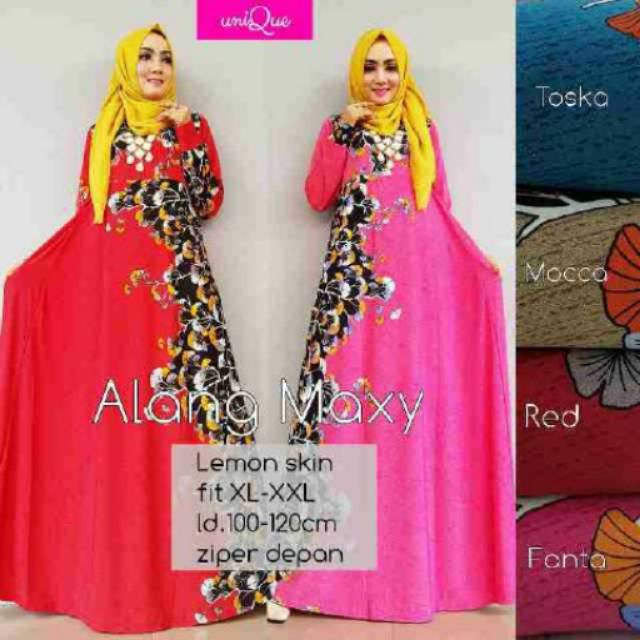 uniQue
Alang Maxy
Lemon skin
fit XL-XXL
ld.100-120cm
ziper depan
Toska
Mocca
Red
Fanta